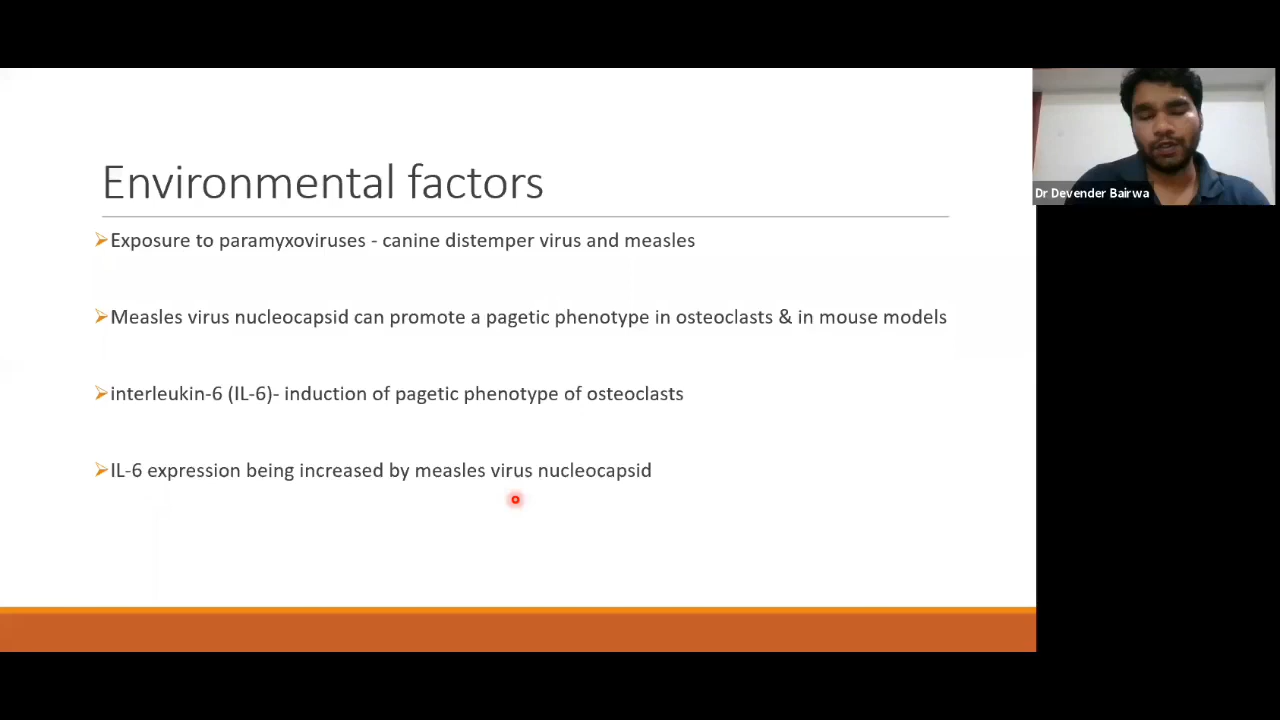 Environmental factors
Exposure to paramyxoviruses - canine distemper virus and measles
Measles virus nucleocapsid can promote a pagetic phenotype in osteoclasts & in mouse models
interleukin-6 (IL-6)- induction of pagetic phenotype of osteoclasts
IL-6 expression being increased by measles virus nucleocapsid
Dr Devender Bairwa